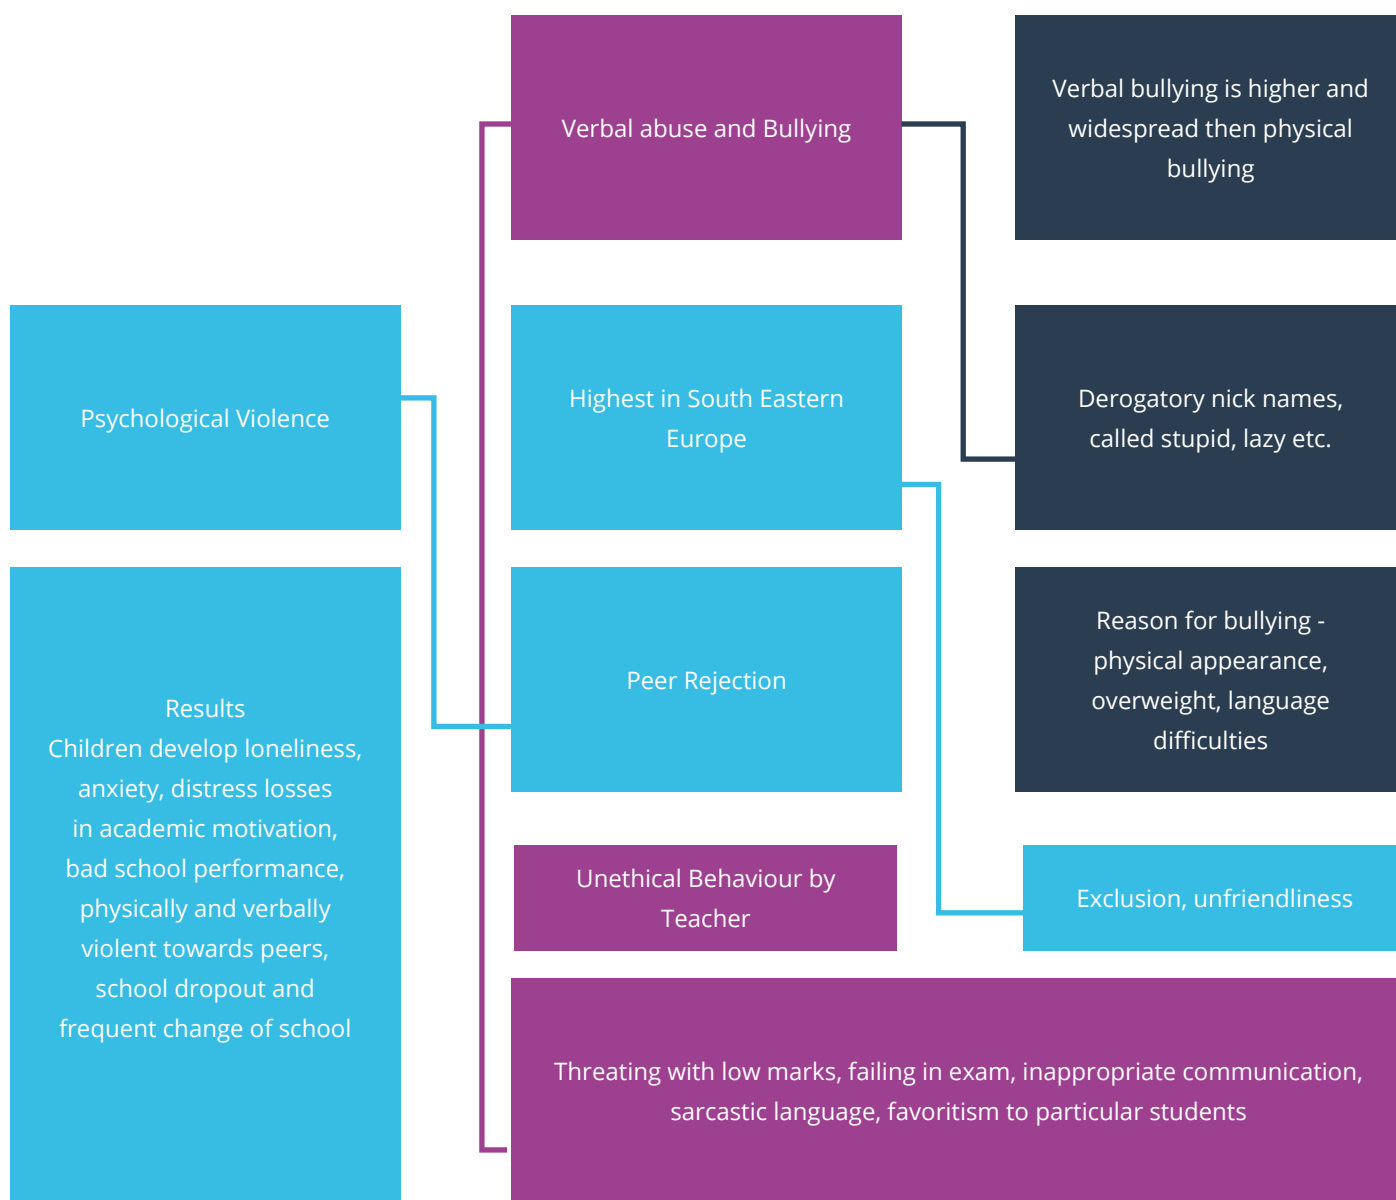 Verbal abuse and Bullying
Verbal bullying is higher and
widespread then physical
bullying
Psychological Violence
Highest in South Eastern
Europe
Derogatory nick names,
called stupid, lazy etc.
Results
Children develop loneliness,
anxiety, distress losses
in academic motivation,
bad school performance,
physically and verbally
violent towards peers,
school dropout and
frequent change of school
Peer Rejection
Reason for bullying -
physical appearance,
overweight, language
difficulties
Unethical Behaviour by
Teacher
Exclusion, unfriendliness
Threating with low marks, failing in exam, inappropriate communication,
sarcastic language, favoritism to particular students